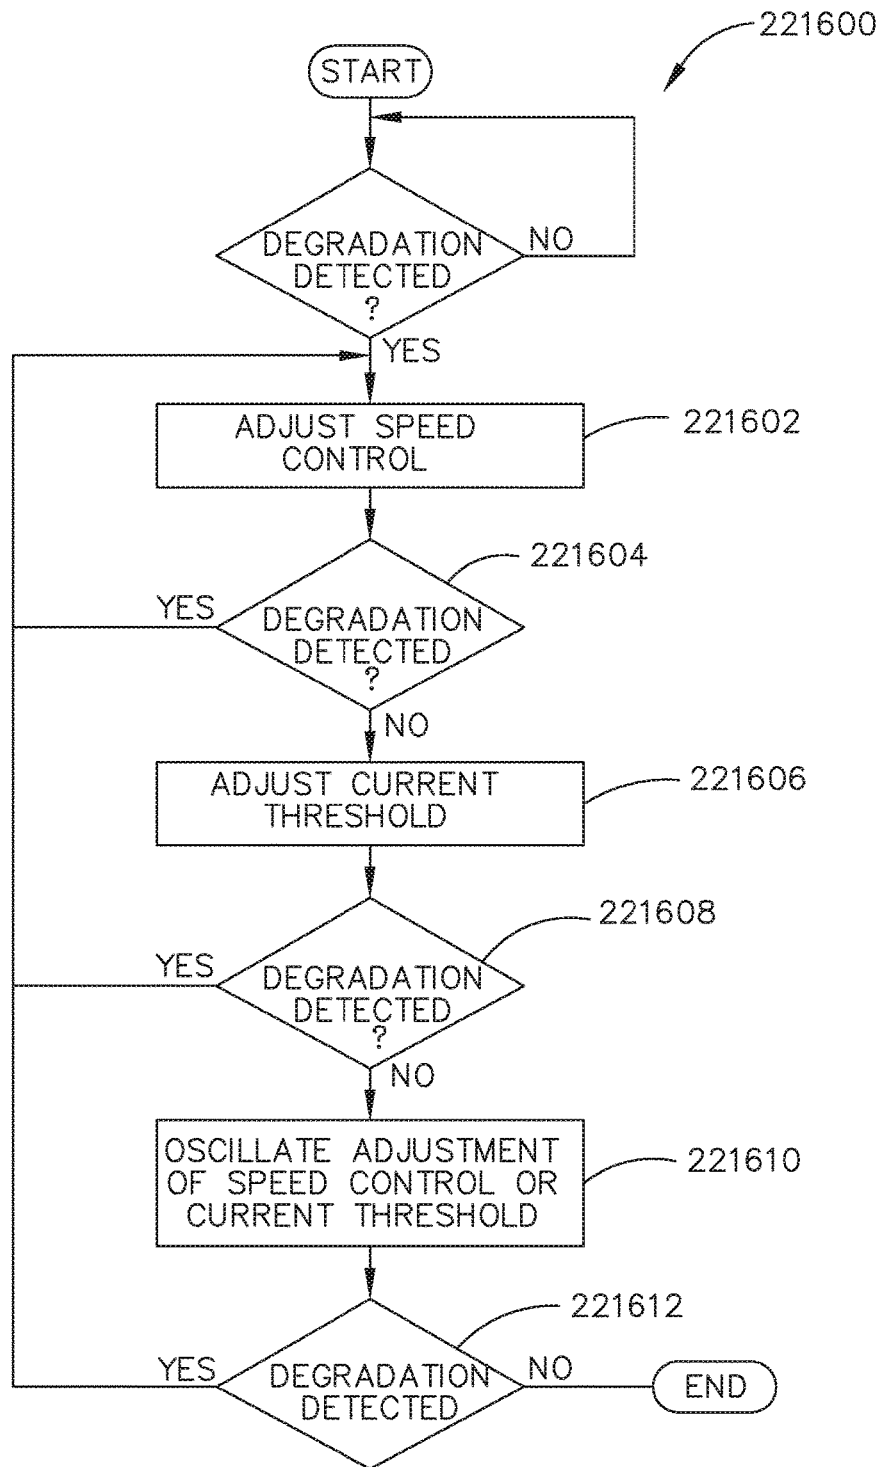 221600
START
DEGRADATION
DETECTED
?
NO
YES
ADJUST SPEED
CONTROL
221602
221604
YES
DEGRADATION
DETECTED
?
NO
ADJUST CURRENT
THRESHOLD
221606
221608
YES
DEGRADATION
DETECTED
?
NO
OSCILLATE ADJUSTMENT
OF SPEED CONTROL OR
CURRENT THRESHOLD
221610
221612
YES
DEGRADATION
DETECTED
NO
END